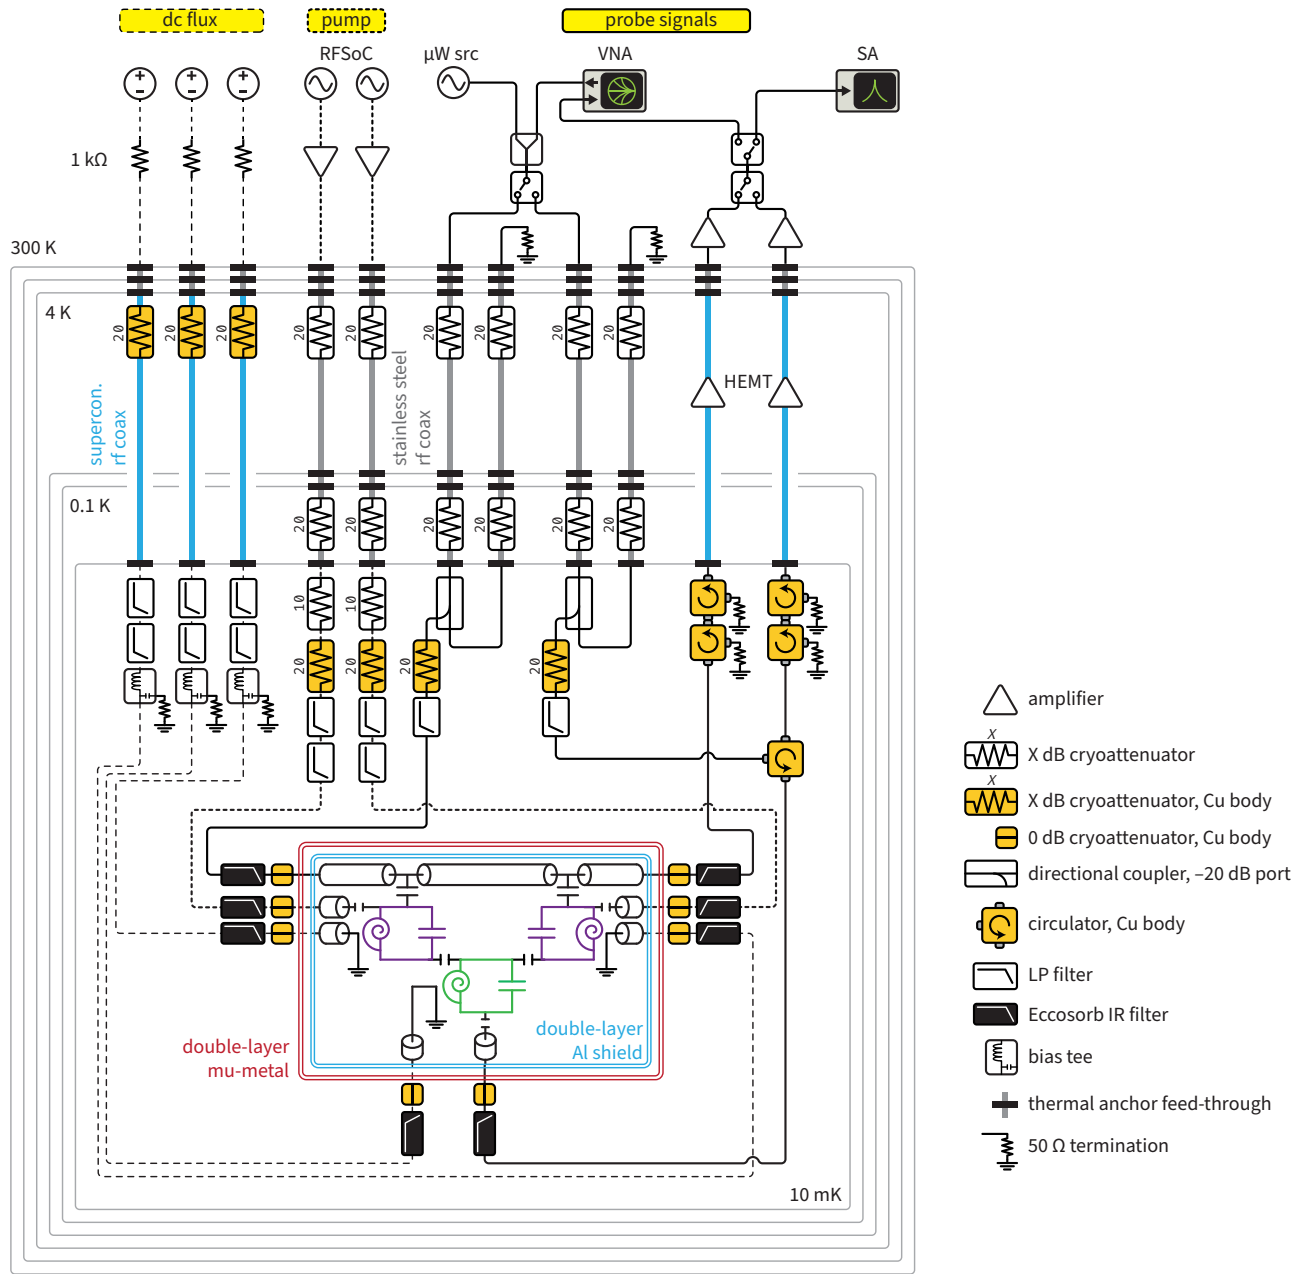 dc flux
pump
probe signals
RFSoC
µW src
VNA
SA
+
-
+
-
+
-
1 kΩ
300 K
4 K
20
20
20
20
20
20
20
20
20
HEMT
supercon.
rf coax
stainless steel
rf coax
0.1 K
20
20
20
20
20
20
10
10
20
20
20
20
double-layer
mu-metal
double-layer
Al shield
10 mK
amplifier
X
X dB cryoattenuator
X
X dB cryoattenuator, Cu body
0 dB cryoattenuator, Cu body
directional coupler, –20 dB port
circulator, Cu body
LP filter
Eccosorb IR filter
bias tee
thermal anchor feed-through
50 Ω termination